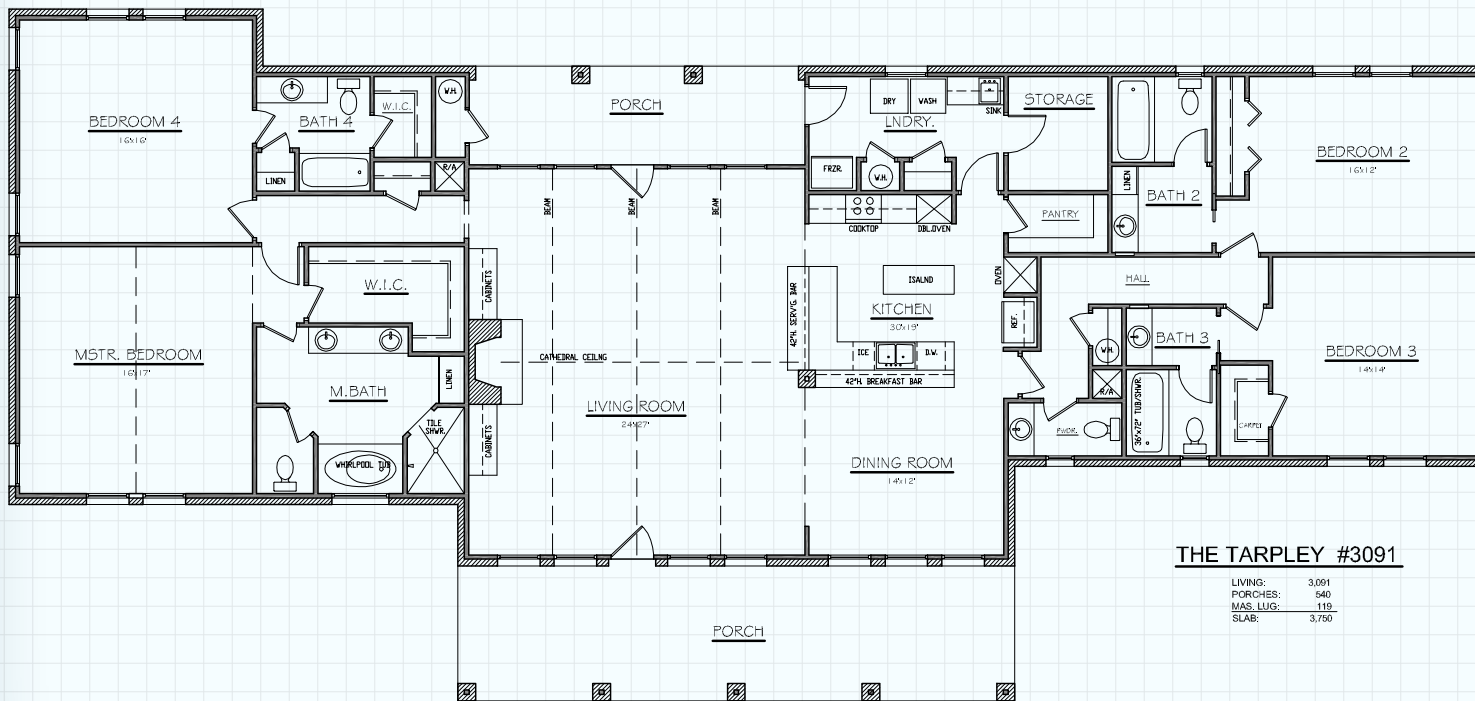 BEDROOM 4
16'x16'
BATH 4
W.I.C.
W.H.
LINEN
R/A
PORCH
DRY
WASH
SINK
LNDRY.
FRZR.
W.H.
STORAGE
BEDROOM 2
16'x12'
LINEN
BATH 2
PANTRY
COOKTOP
DBL.OVEN
BEAM
BEAM
BEAM
MSTR. BEDROOM
16'x17'
W.I.C.
CABINETS
CATHEDRAL CEILNG
LIVING ROOM
24'x27'
CABINETS
M.BATH
LINEN
TILE
SHWR.
WHIRLPOOL TUB
42"H. SERV'G. BAR
ISALND
KITCHEN
30'x19'
ICE
D.W.
42"H. BREAKFAST BAR
OVEN
REF.
DINING ROOM
14'x12'
HALL
W.H.
BATH 3
R/A
36"x72" TUB/SHWR.
PWDR.
CARPET
BEDROOM 3
14'x14'
THE TARPLEY #3091
LIVING: 3,091
PORCHES: 540
MAS. LUG: 119
SLAB: 3,750
PORCH